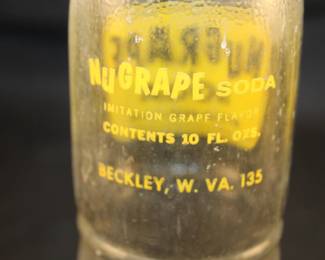 NUGRAPE SODA
IMITATION GRAPE FLAVOR
CONTENTS 10 FL. OZS.
BECKLEY, W. VA. 135